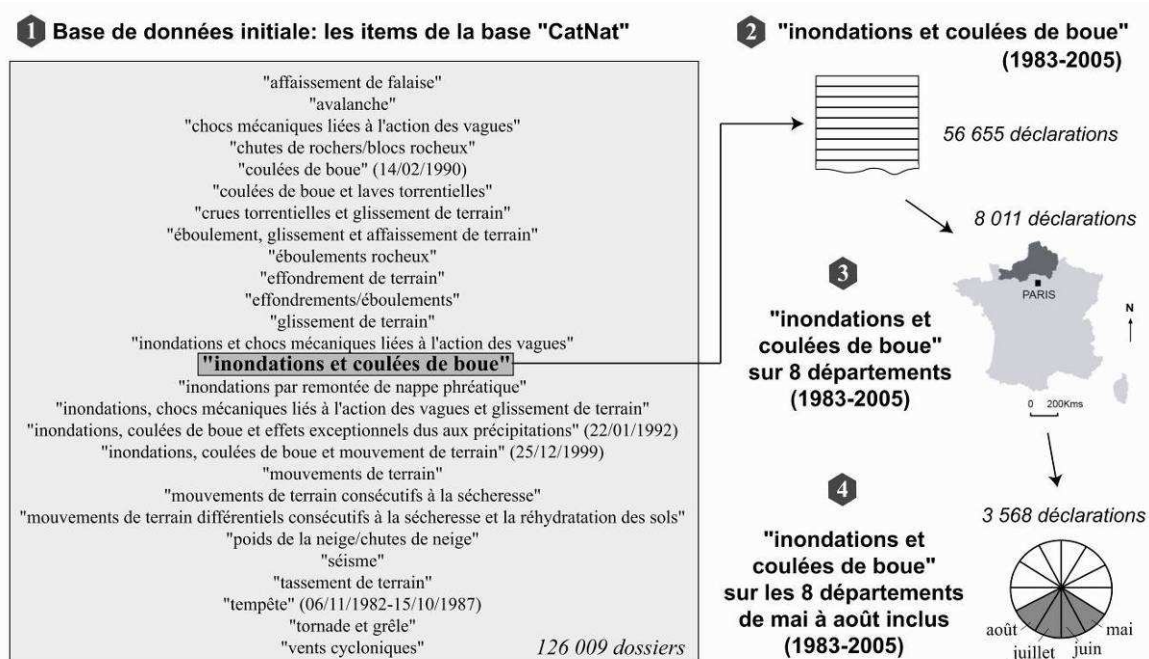 1 Base de données initiale: les items de la base "CatNat"
"affaissement de falaise"
"avalanche"
"chocs mécaniques liées à l'action des vagues"
"chutes de rochers/blocs rocheux"
"coulées de boue" (14/02/1990)
"coulées de boue et laves torrentielles"
"crues torrentielles et glissement de terrain"
"éboulement, glissement et affaissement de terrain"
"éboulements rocheux"
"effondrement de terrain"
"effondrements/éboulements"
"glissement de terrain"
"inondations et chocs mécaniques liées à l'action des vagues"
"inondations et coulées de boue"
"inondations par remontée de nappe phréatique"
"inondations, chocs mécaniques liés à l'action des vagues et glissement de terrain"
"inondations, coulées de boue et effets exceptionnels dus aux précipitations" (22/01/1992)
"inondations, coulées de boue et mouvement de terrain" (25/12/1999)
"mouvements de terrain"
"mouvements de terrain consécutifs à la sécheresse"
"mouvements de terrain différentiels consécutifs à la sécheresse et la réhydratation des sols"
"poids de la neige/chutes de neige"
"séisme"
"tassement de terrain"
"tempête" (06/11/1982-15/10/1987)
"tornade et grêle"
"vents cycloniques"
126 009 dossiers
2 "inondations et coulées de boue"
(1983-2005)
56 655 déclarations
8 011 déclarations
PARIS
N
0 200Kms
3
"inondations et
coulées de boue"
sur 8 départements
(1983-2005)
4
"inondations et
coulées de boue"
sur les 8 départements
de mai à août inclus
(1983-2005)
3 568 déclarations
août
juillet
juin
mai